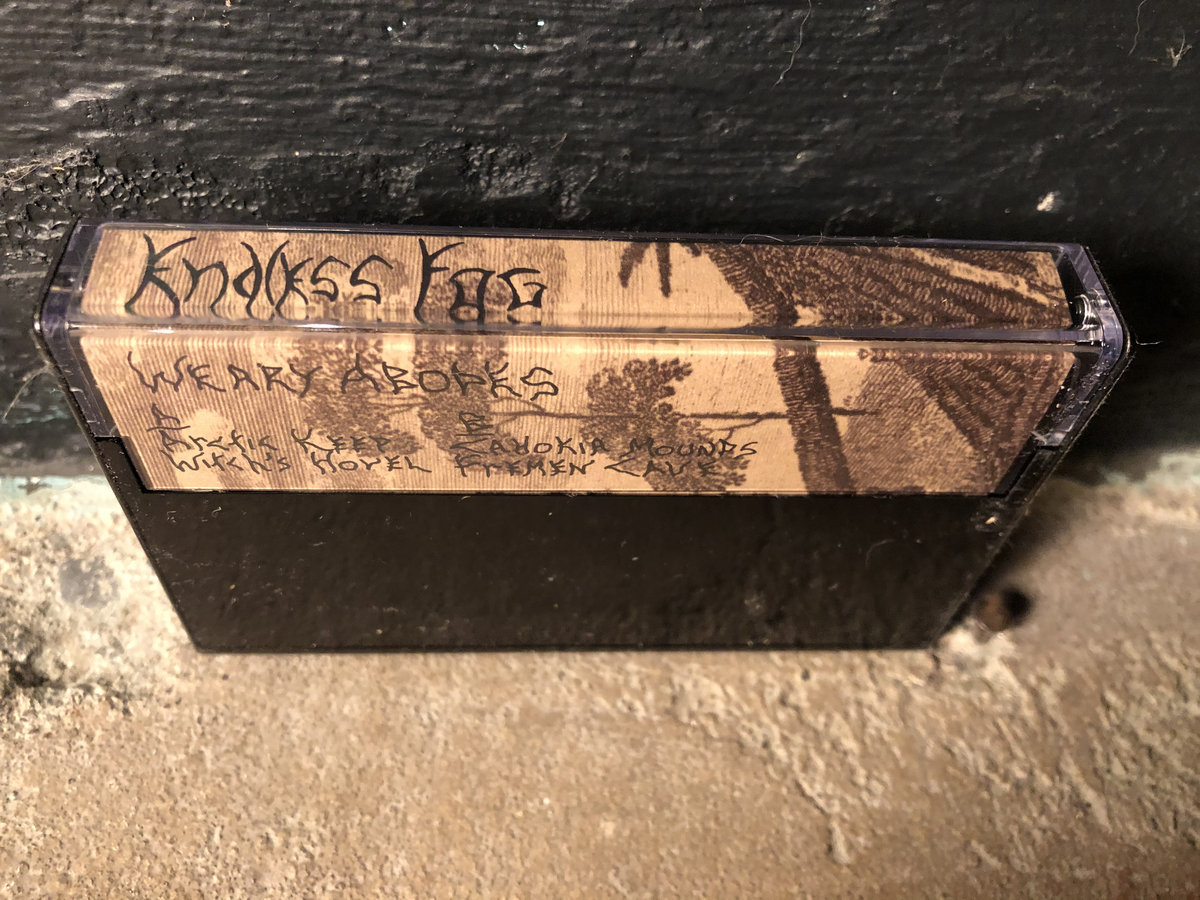 Endless Fog
WEARY ABODES
A B
Arctic Keep Cahokia Mounds
Witch's Hovel Fremen Cave